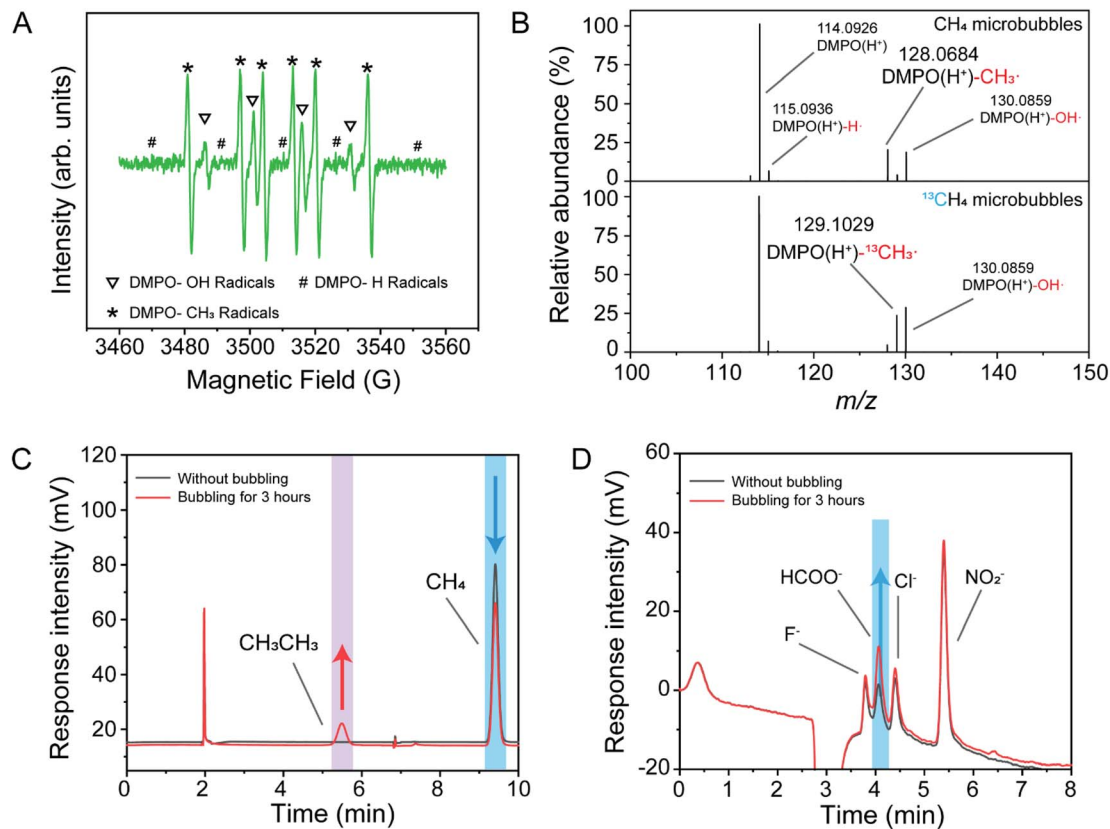 A
Intensity (arb. units)
* * * * * *
# ▽ # ▽ # ▽ # ▽ #
▽ DMPO- OH Radicals # DMPO- H Radicals
* DMPO- CH₃ Radicals
3460 3480 3500 3520 3540 3560
Magnetic Field (G)
B
Relative abundance (%)
100
75
50
25
0
CH₄ microbubbles
114.0926
DMPO(H⁺)
128.0684
DMPO(H⁺)-CH₃·
115.0936
DMPO(H⁺)-H·
130.0859
DMPO(H⁺)-OH·
100
75
50
25
0
¹³CH₄ microbubbles
129.1029
DMPO(H⁺)-¹³CH₃·
130.0859
DMPO(H⁺)-OH·
100 110 120 130 140 150
m/z
C
Response intensity (mV)
120
100
80
60
40
20
Without bubbling
Bubbling for 3 hours
CH₄
CH₃CH₃
0 2 4 6 8 10
Time (min)
D
Response intensity (mV)
60
40
20
0
-20
Without bubbling
Bubbling for 3 hours
HCOO⁻
Cl⁻
NO₂⁻
F⁻
0 1 2 3 4 5 6 7 8
Time (min)